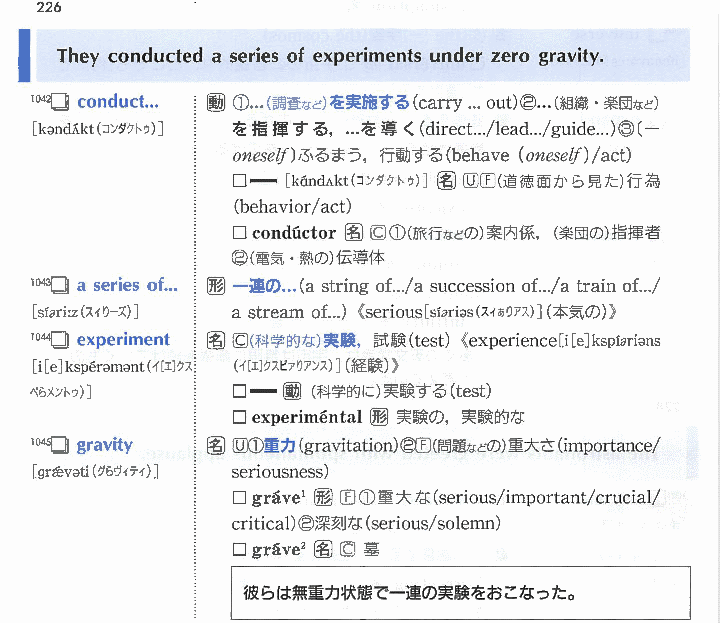 226
They conducted a series of experiments under zero gravity.
1042 conduct...
[kəndʌ́kt(コンダクトゥ)]
動 ①…(調査など)を実施する(carry ... out)②…(組織・楽団など)
を指揮する，…を導く(direct.../lead.../guide...)③(—
oneself)ふるまう，行動する(behave (oneself)/act)
□ — [kɑ́ndʌkt(コンダクトゥ)] 名 ⓊⒻ(道徳面から見た)行為
(behavior/act)
□ condúctor 名 Ⓒ①(旅行などの)案内係，(楽団の)指揮者
②(電気・熱の)伝導体
1043 a series of...
[síəri:z(スィりーズ)]
形 一連の…(a string of.../a succession of.../a train of.../
a stream of...)《serious[síəriəs(スィありアス)](本気の)》
1044 experiment
[i[e]kspérəmənt(イ[エ]クス
ぺらメントゥ)]
名 Ⓒ(科学的な)実験，試験(test)《experience[i[e]kspíəriəns
(イ[エ]クスピアりアンス)](経験)》
□ — 動 (科学的に)実験する(test)
□ experiméntal 形 実験の，実験的な
1045 gravity
[grǽvəti(グらヴィティ)]
名 Ⓤ①重力(gravitation)②Ⓕ(問題などの)重大さ(importance/
seriousness)
□ gráve¹ 形 Ⓕ①重大な(serious/important/crucial/
critical)②深刻な(serious/solemn)
□ gráve² 名 Ⓒ 墓
彼らは無重力状態で一連の実験をおこなった。